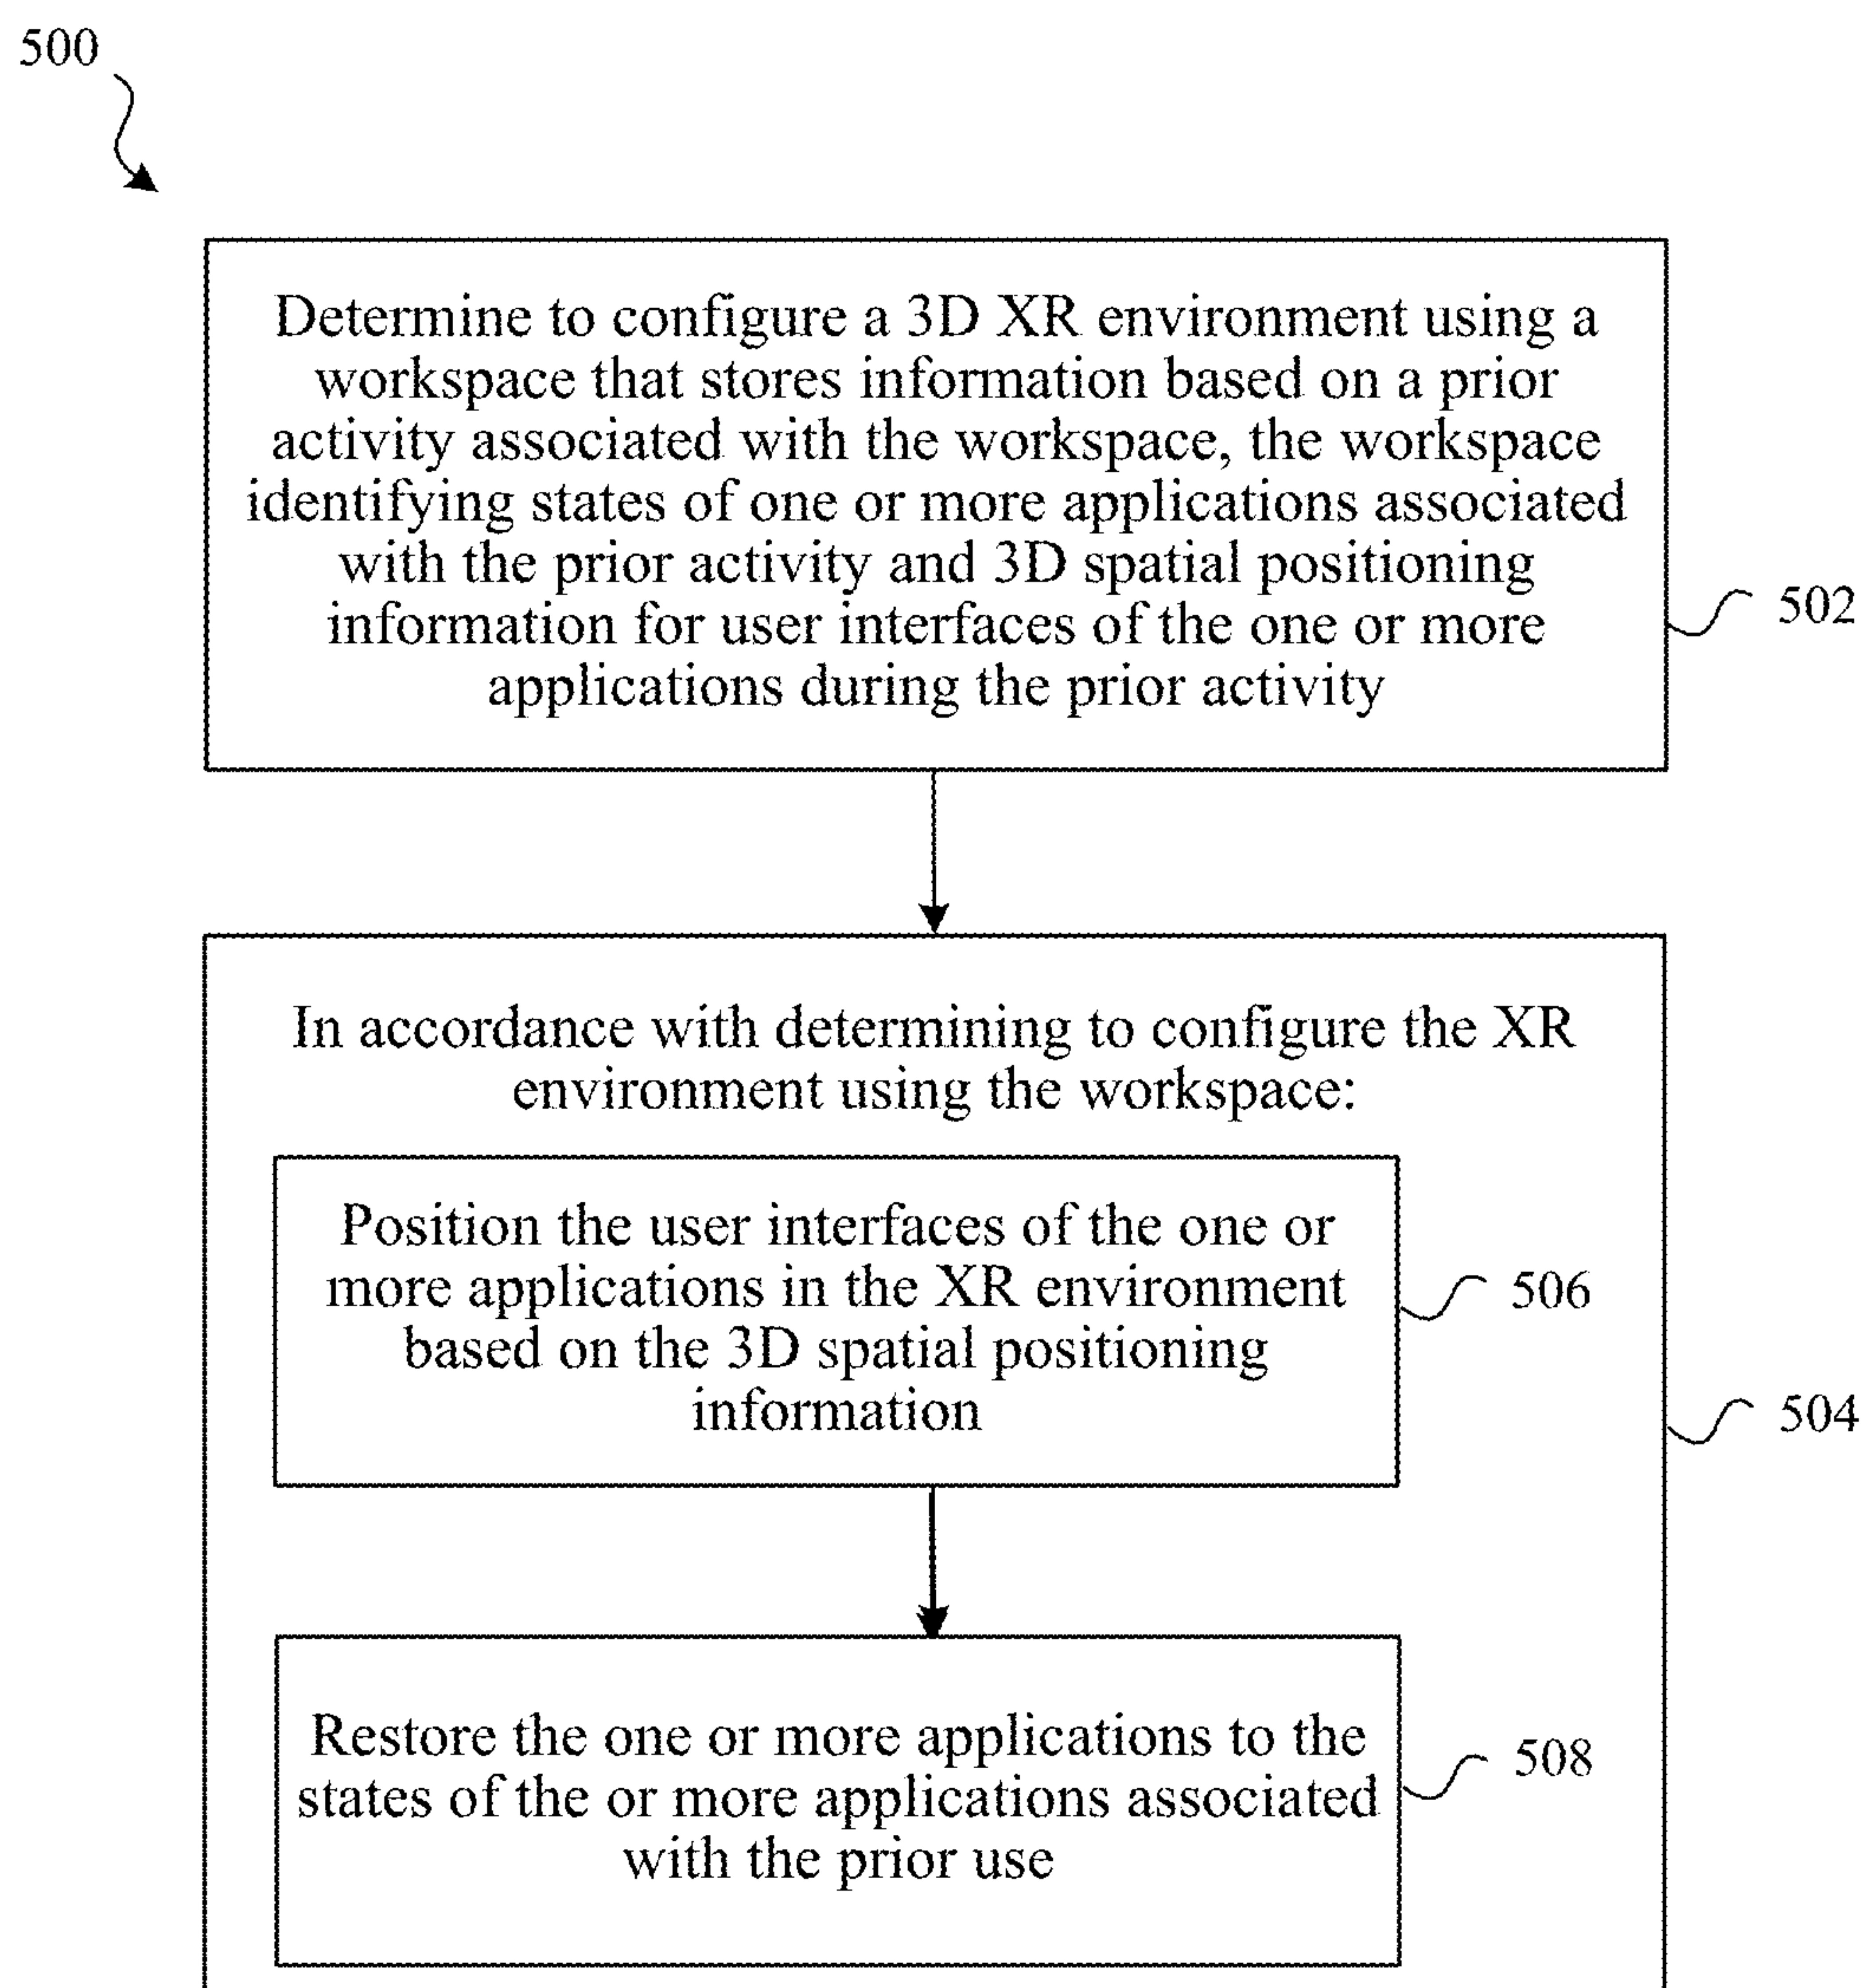 500
Determine to configure a 3D XR environment using a
workspace that stores information based on a prior
activity associated with the workspace, the workspace
identifying states of one or more applications associated
with the prior activity and 3D spatial positioning
information for user interfaces of the one or more
applications during the prior activity
502
In accordance with determining to configure the XR
environment using the workspace:
Position the user interfaces of the one or
more applications in the XR environment
based on the 3D spatial positioning
information
506
504
Restore the one or more applications to the
states of the or more applications associated
with the prior use
508